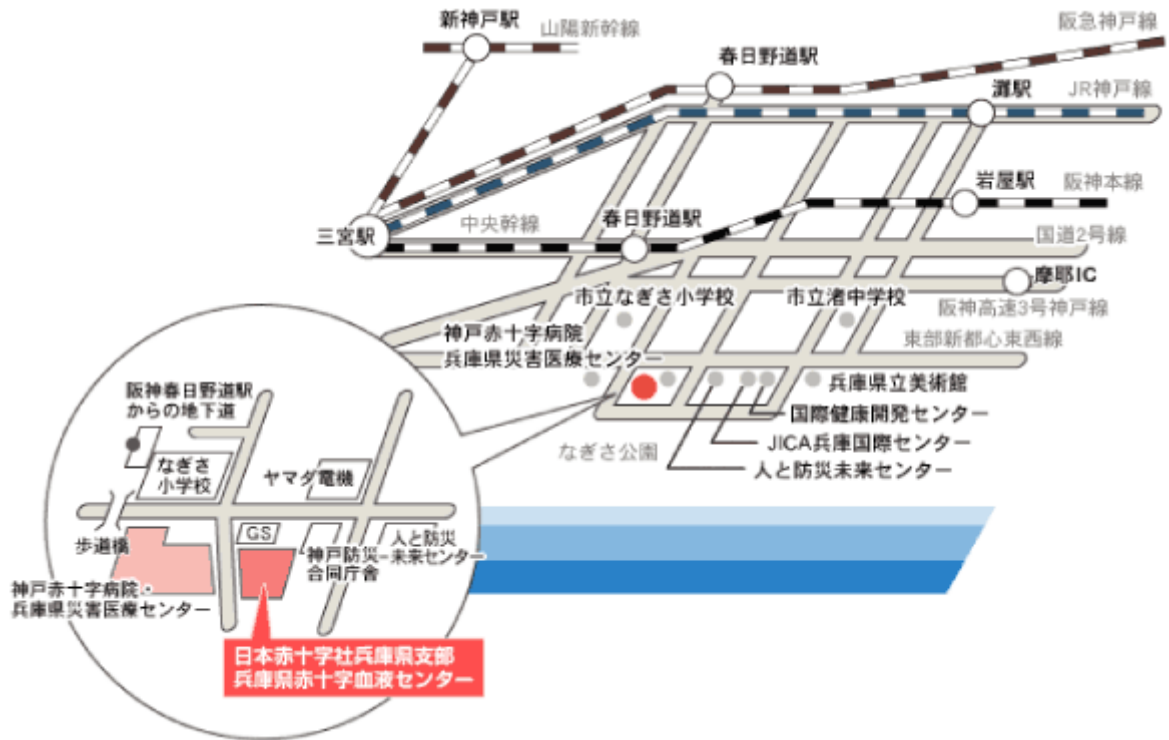 新神戸駅
山陽新幹線
阪急神戸線
春日野道駅
JR神戸線
灘駅
岩屋駅
阪神本線
中央幹線
春日野道駅
三宮駅
国道2号線
摩耶IC
市立なぎさ小学校
市立渚中学校
阪神高速3号神戸線
神戸赤十字病院
兵庫県災害医療センター
東部新都心東西線
兵庫県立美術館
国際健康開発センター
JICA兵庫国際センター
人と防災未来センター
なぎさ公園
阪神春日野道駅
からの地下道
なぎさ
小学校
ヤマダ電機
歩道橋
GS
神戸防災
合同庁舎
人と防災
未来センター
神戸赤十字病院・
兵庫県災害医療センター
日本赤十字社兵庫県支部
兵庫県赤十字血液センター